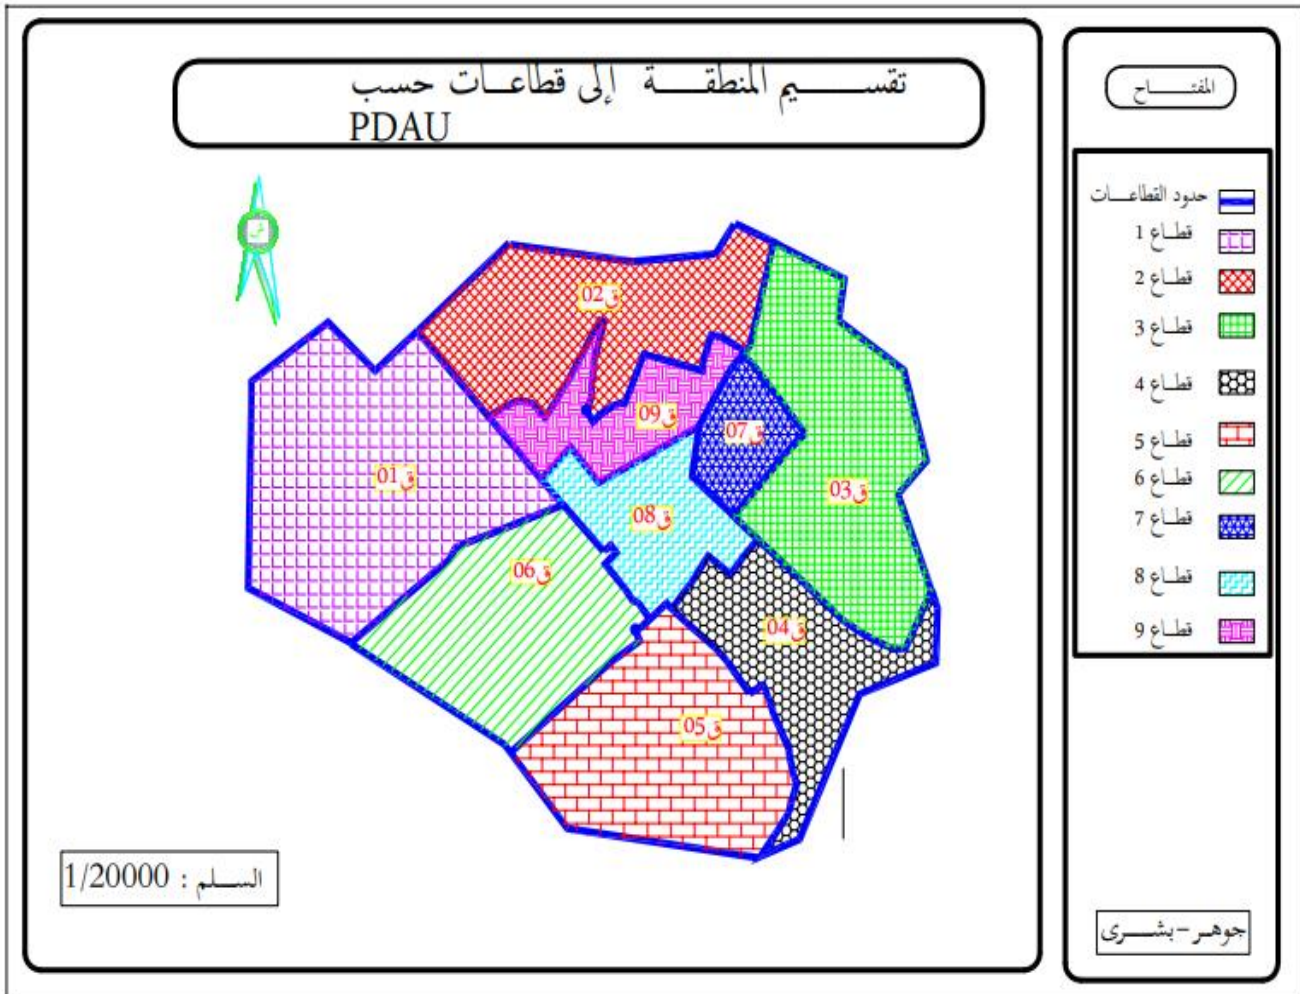 تقسيم المنطقة إلى قطاعات حسب
PDAU
ش
ق02
ق09
ق07
ق01
ق03
ق08
ق06
ق04
ق05
السلم : 1/20000
المفتاح
حدود القطاعات
قطاع 1
قطاع 2
قطاع 3
قطاع 4
قطاع 5
قطاع 6
قطاع 7
قطاع 8
قطاع 9
جوهر-بشرى